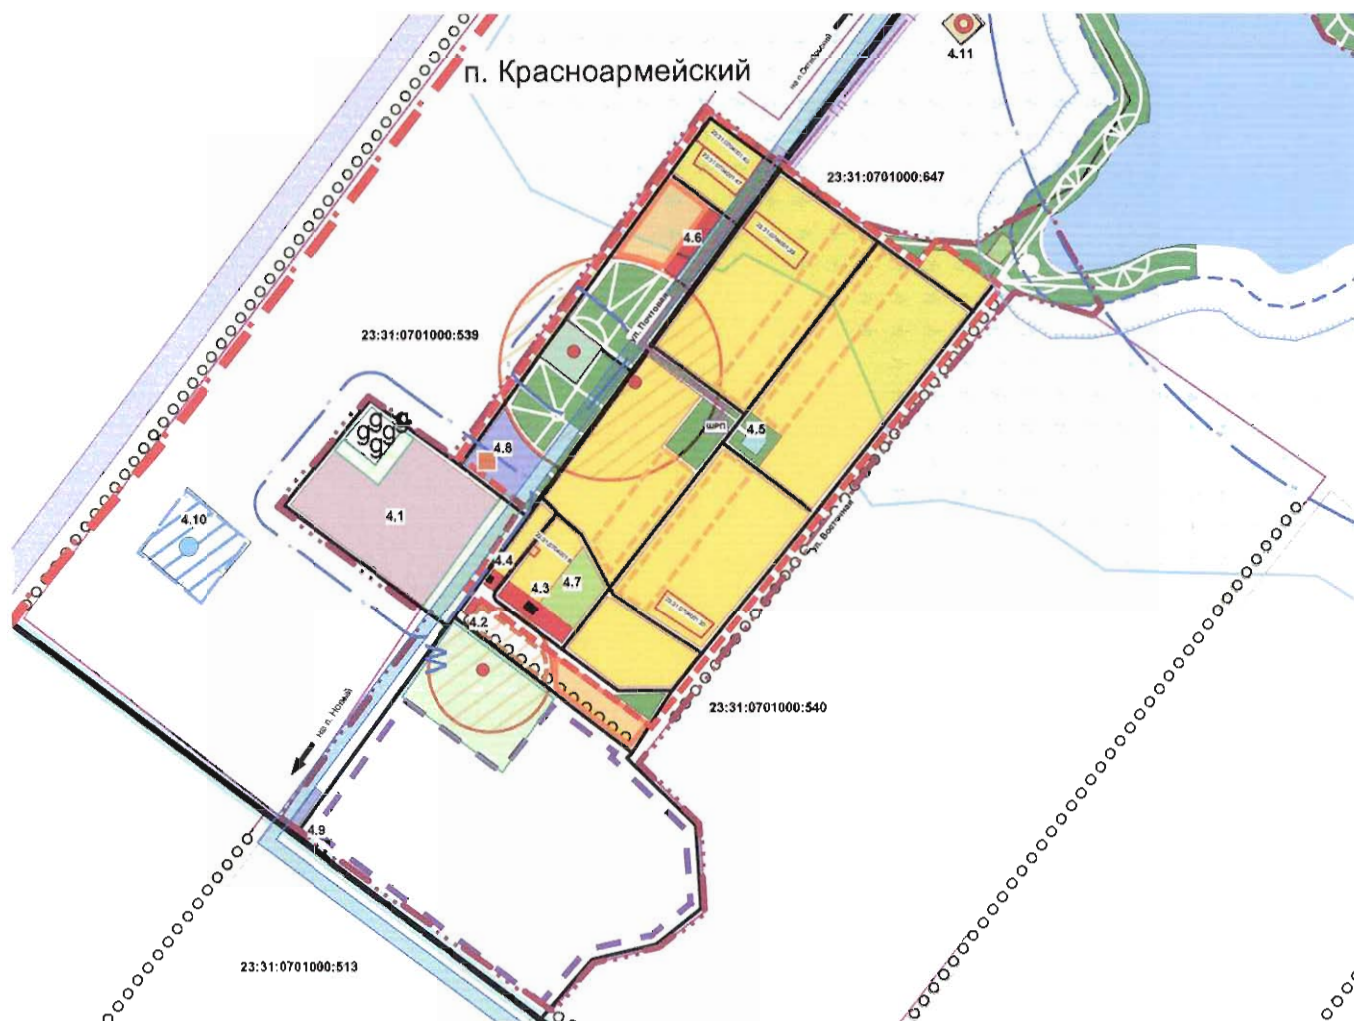 4.11
на п. Октябрьский
п. Красноармейский
23:31:0701000:647
4.6
ул. Почтовая
23:31:0701000:539
ШРП
4.5
4.8
g
g g g
g g
4.1
4.10
ул. Восточная
4.4
4.3
4.7
4.2
на п. Новый
23:31:0701000:540
4.9
23:31:0701000:513